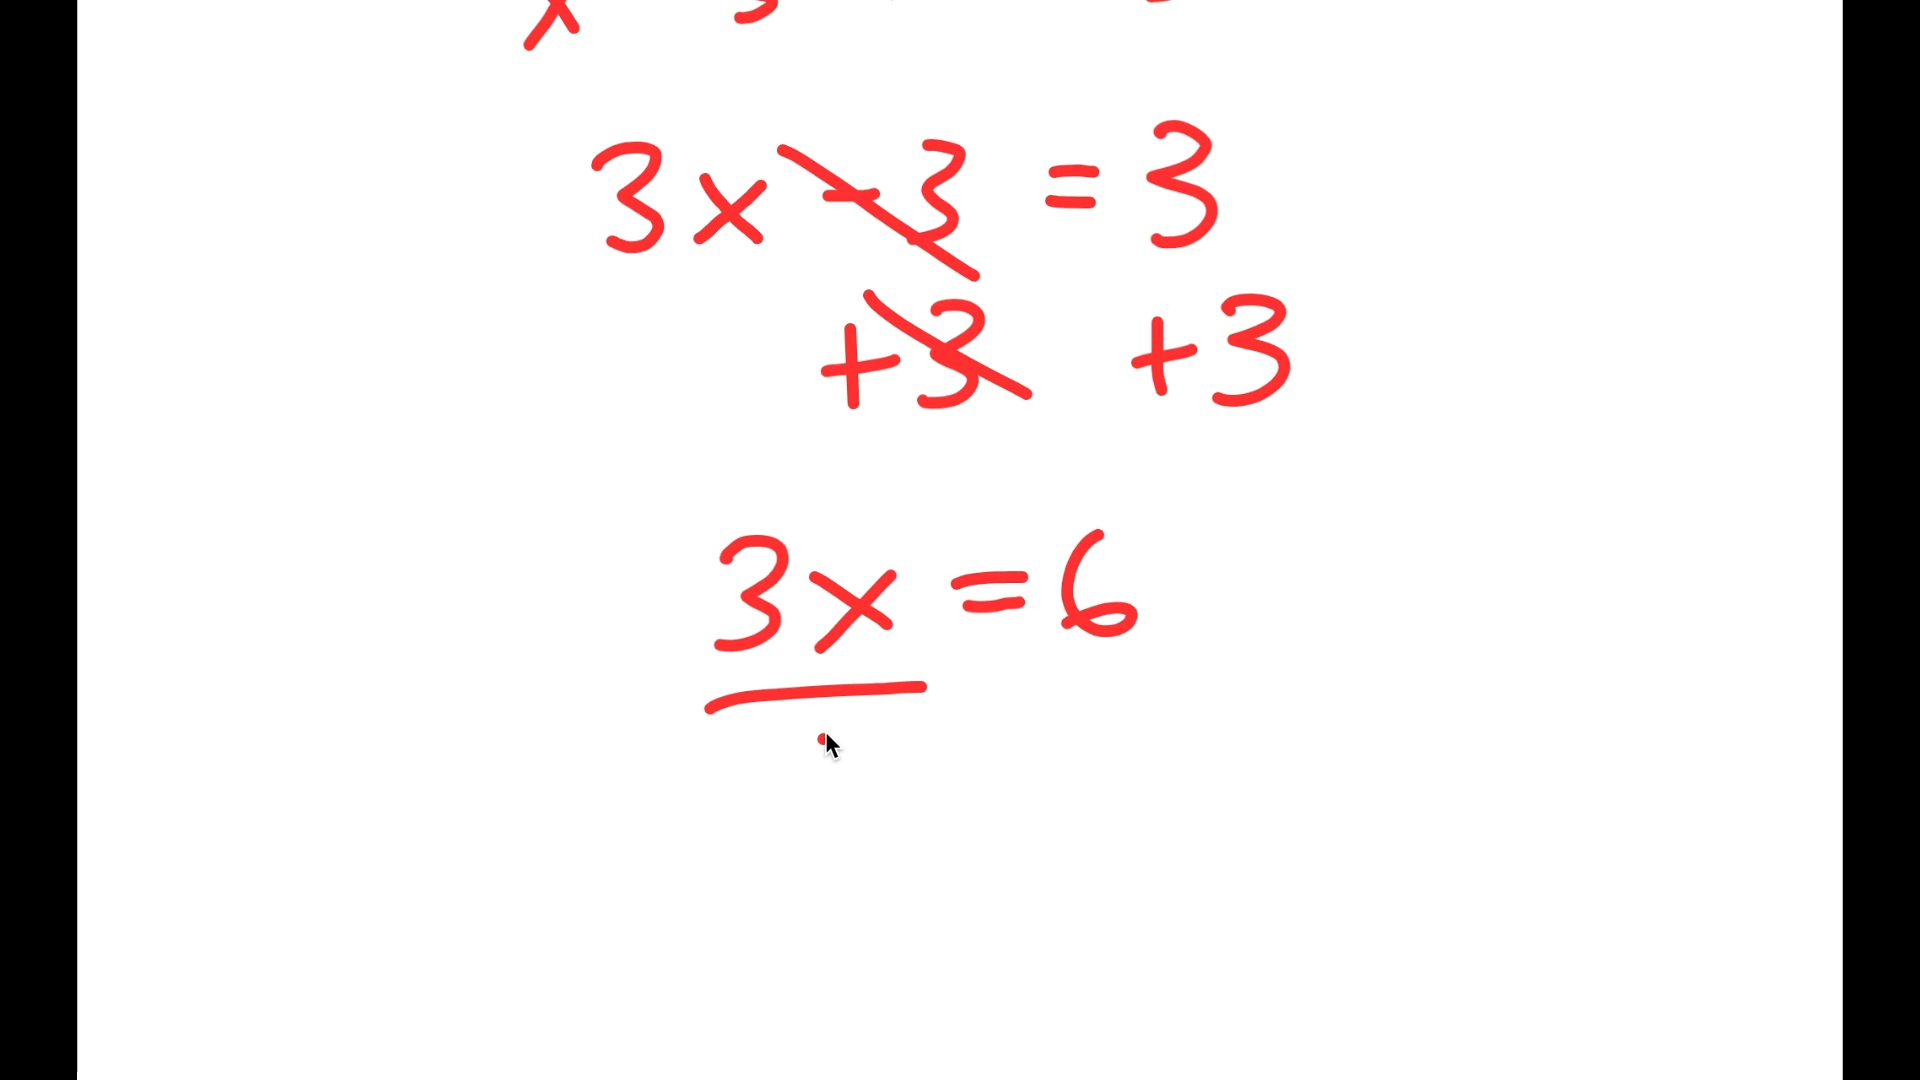 3x - 3 = 3
+3 +3
3x = 6